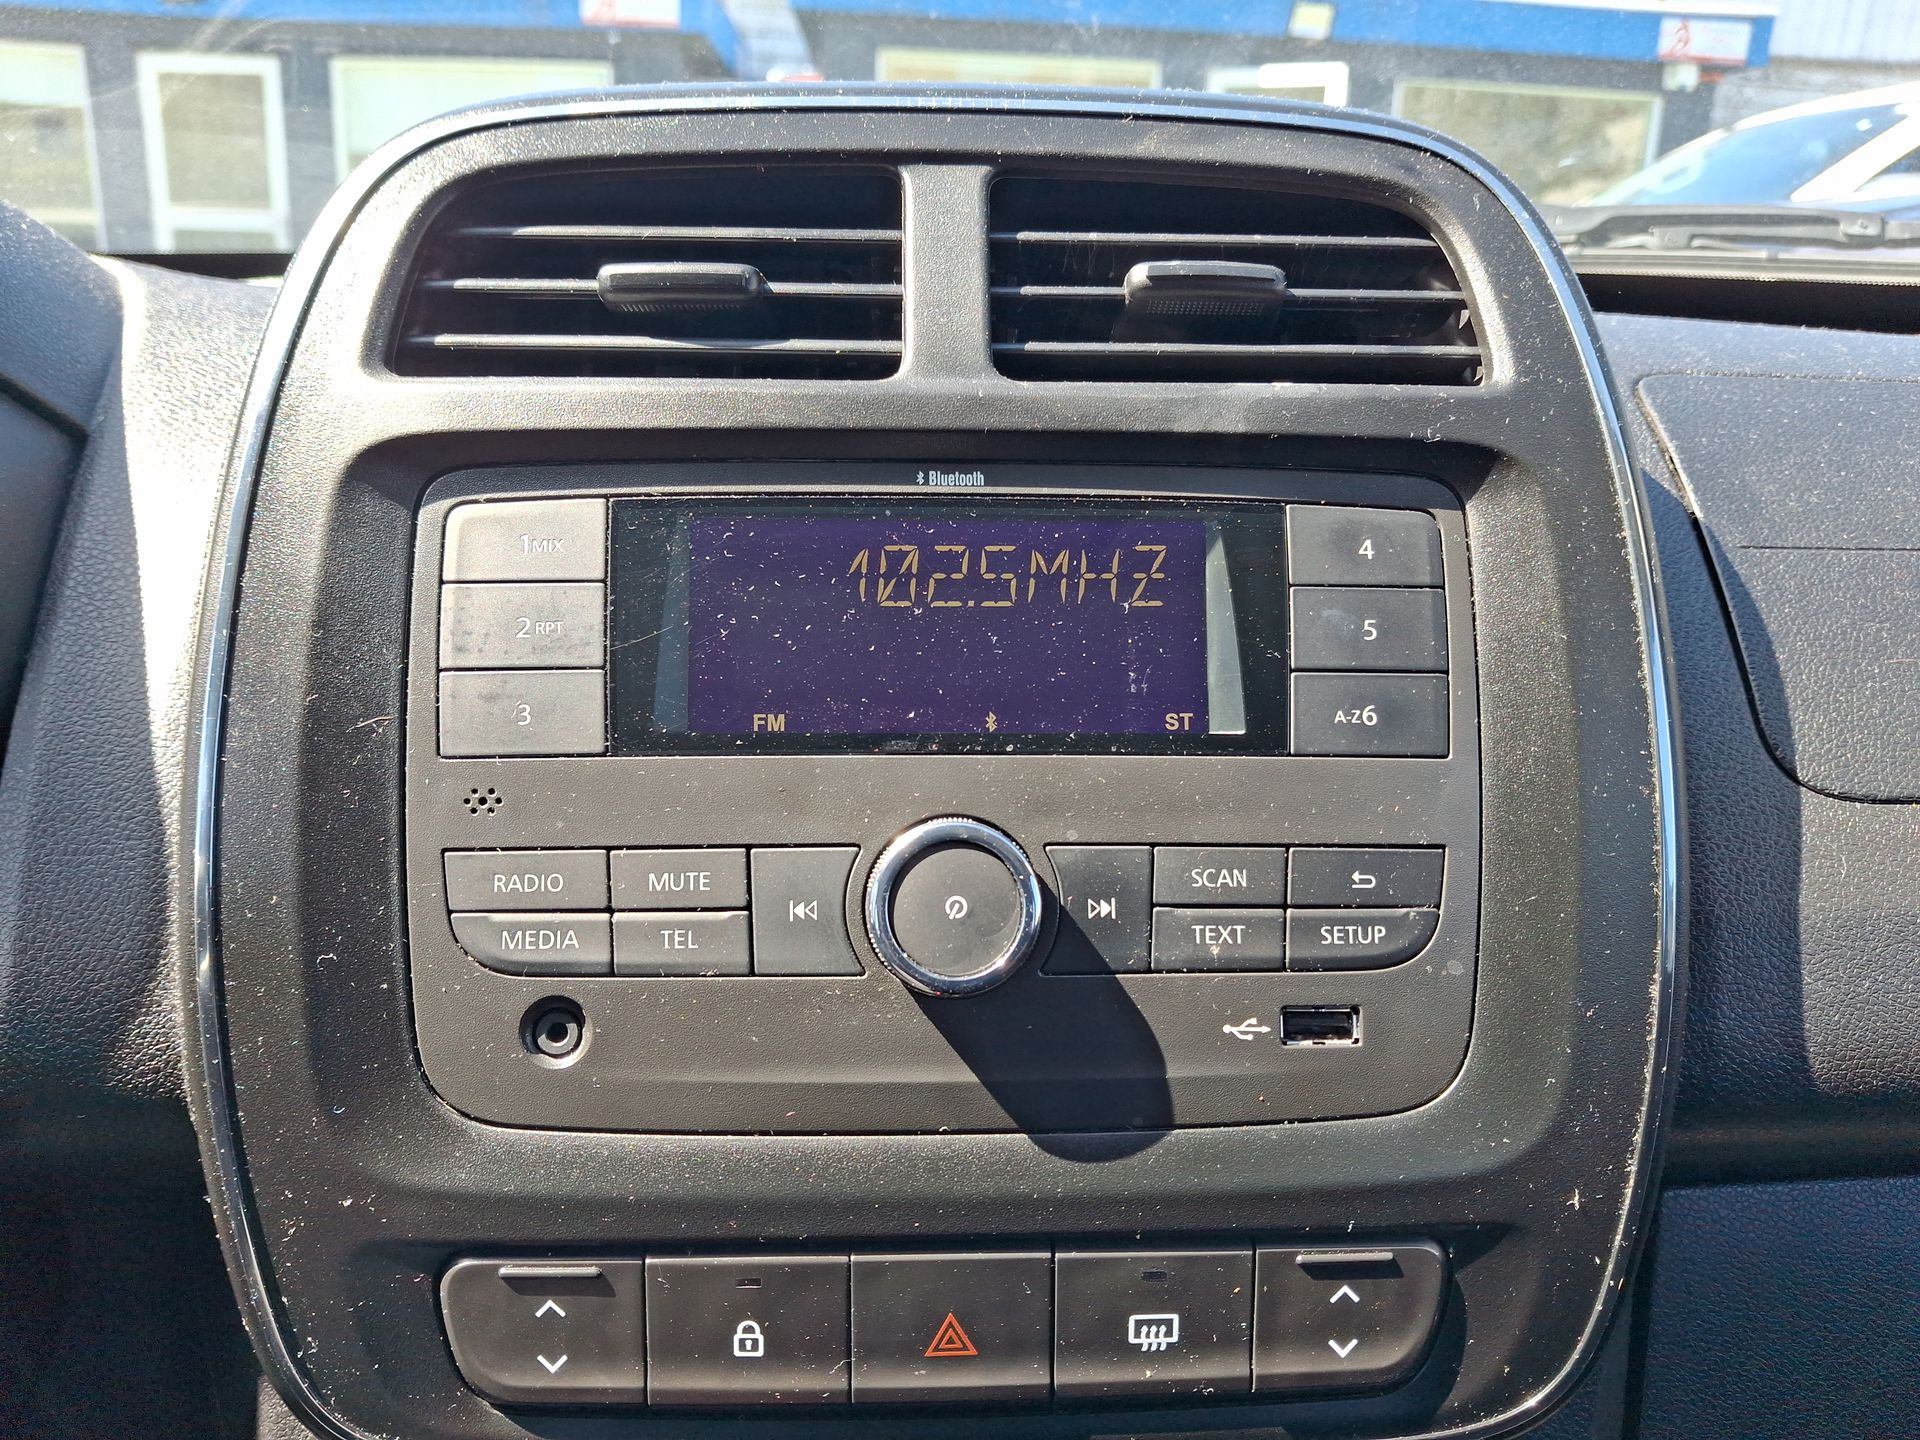 Bluetooth
1MIX
102.5MHZ
4
2RPT
5
3
FM
ST
A-Z6
RADIO
MUTE
SCAN
MEDIA
TEL
TEXT
SETUP